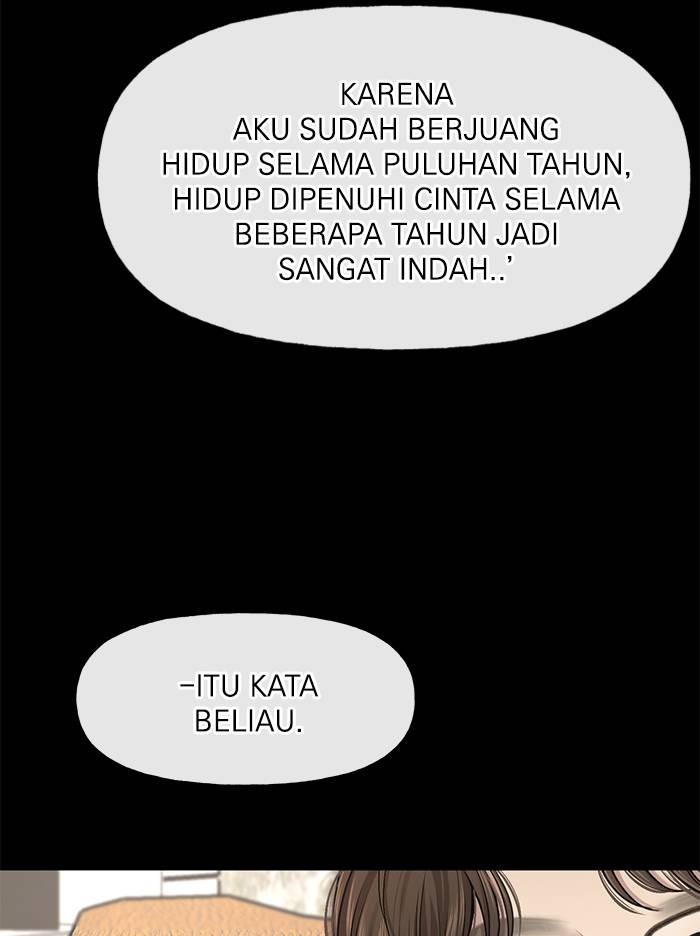 KARENA
AKU SUDAH BERJUANG
HIDUP SELAMA PULUHAN TAHUN,
HIDUP DIPENUHI CINTA SELAMA
BEBERAPA TAHUN JADI
SANGAT INDAH..’
-ITU KATA
BELIAU.